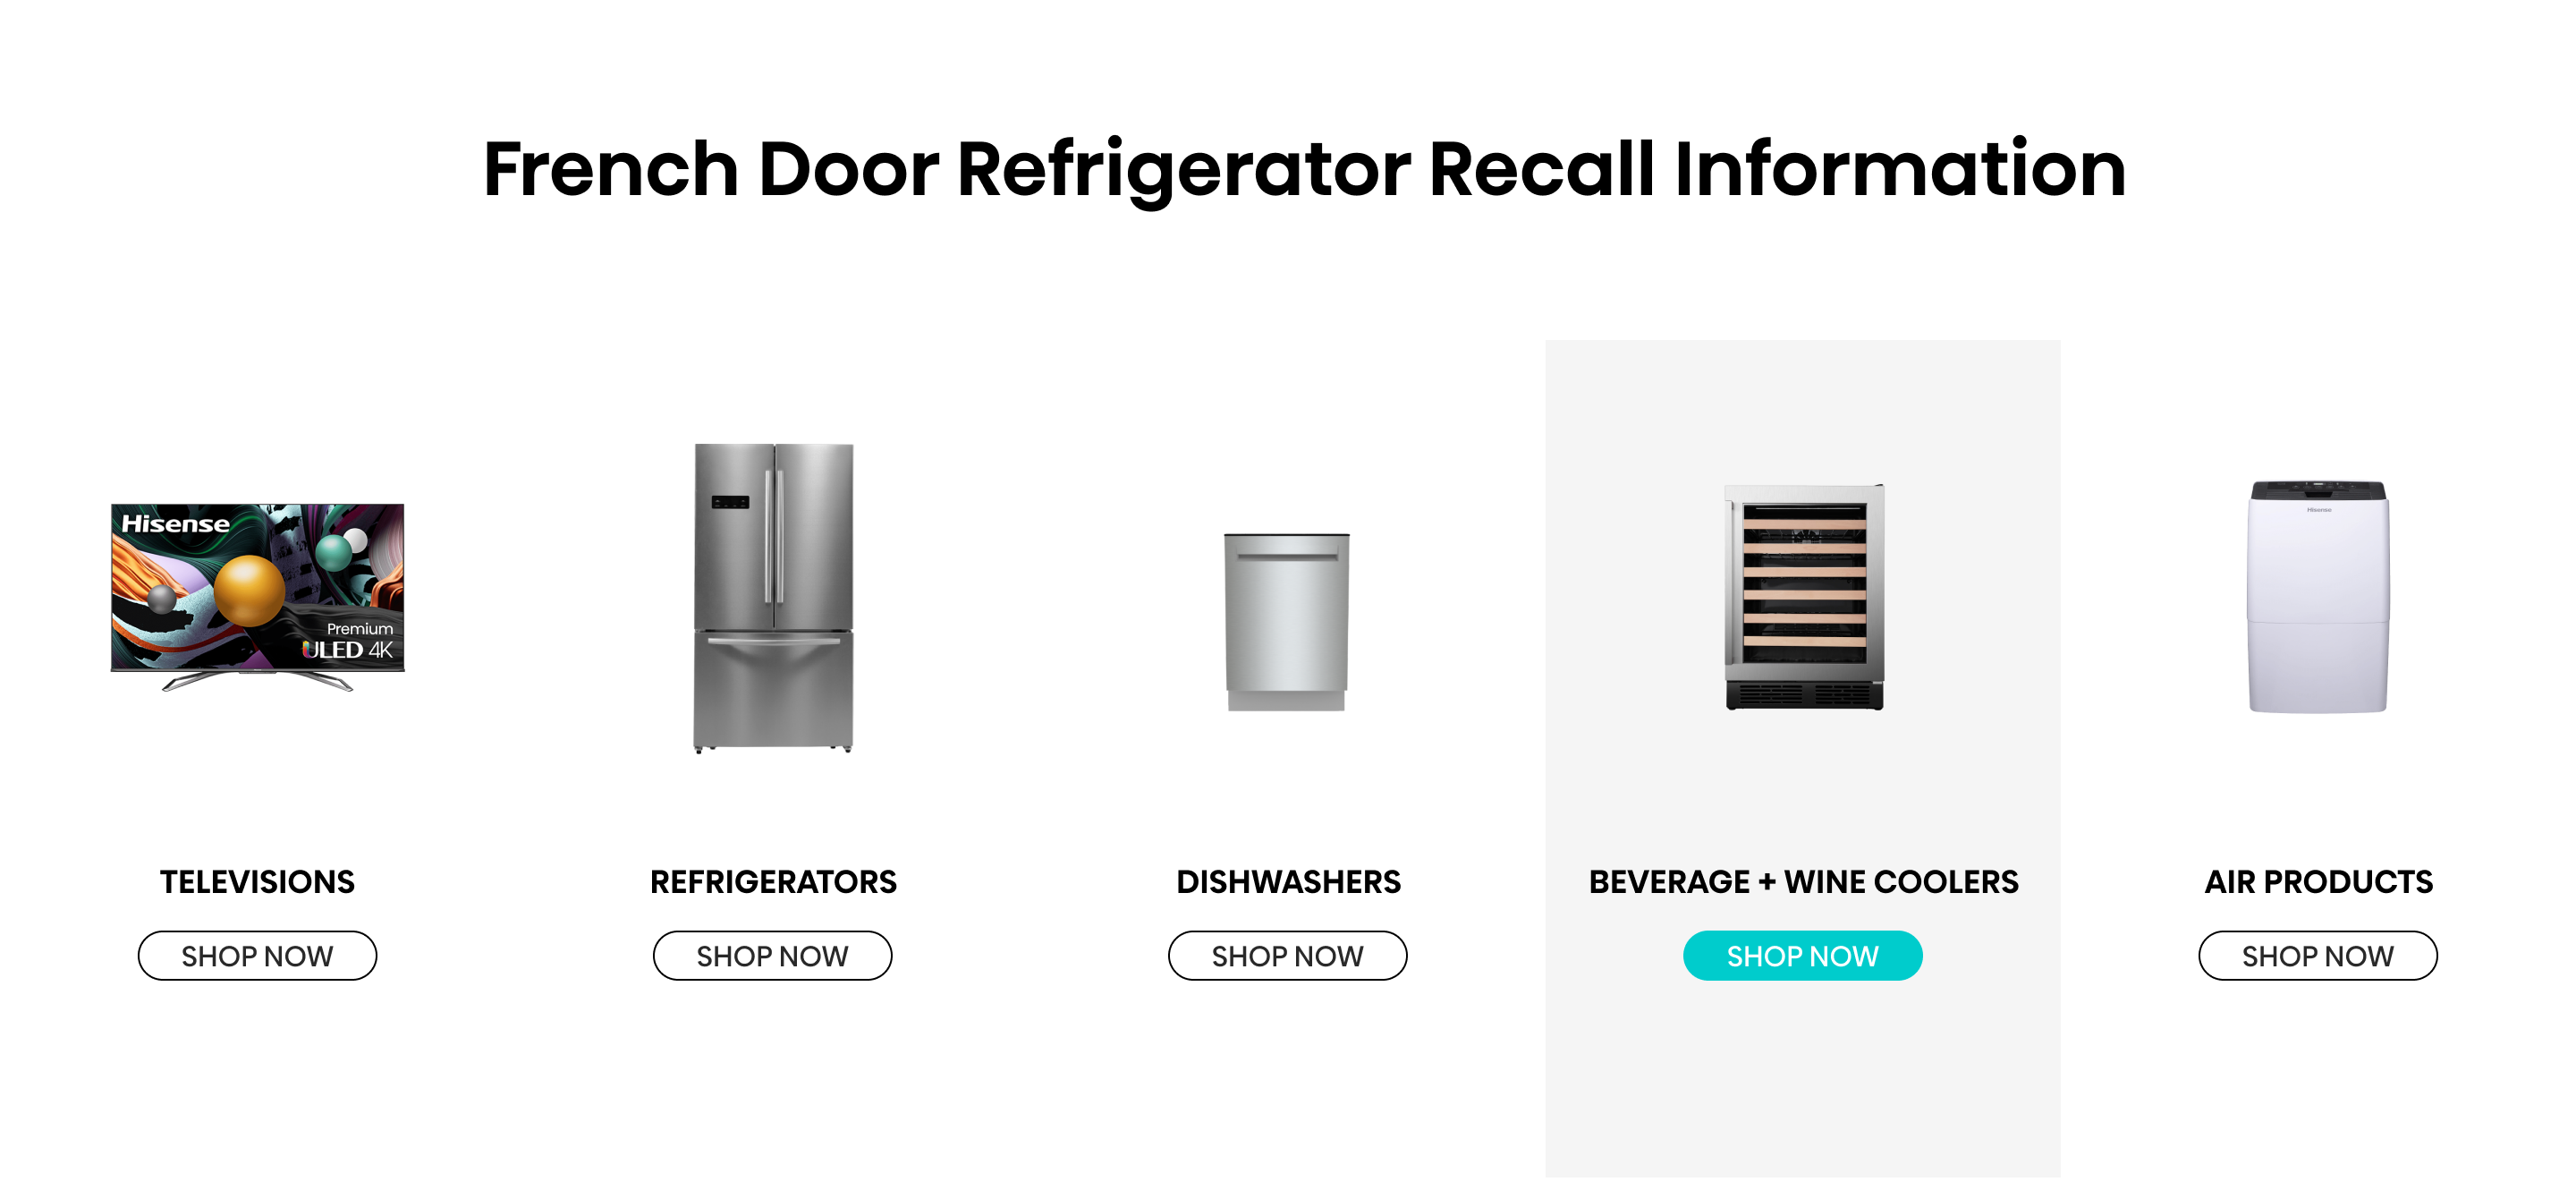 French Door Refrigerator Recall Information
Hisense
Premium
ULED 4K
Hisense
TELEVISIONS
REFRIGERATORS
DISHWASHERS
BEVERAGE + WINE COOLERS
AIR PRODUCTS
SHOP NOW
SHOP NOW
SHOP NOW
SHOP NOW
SHOP NOW